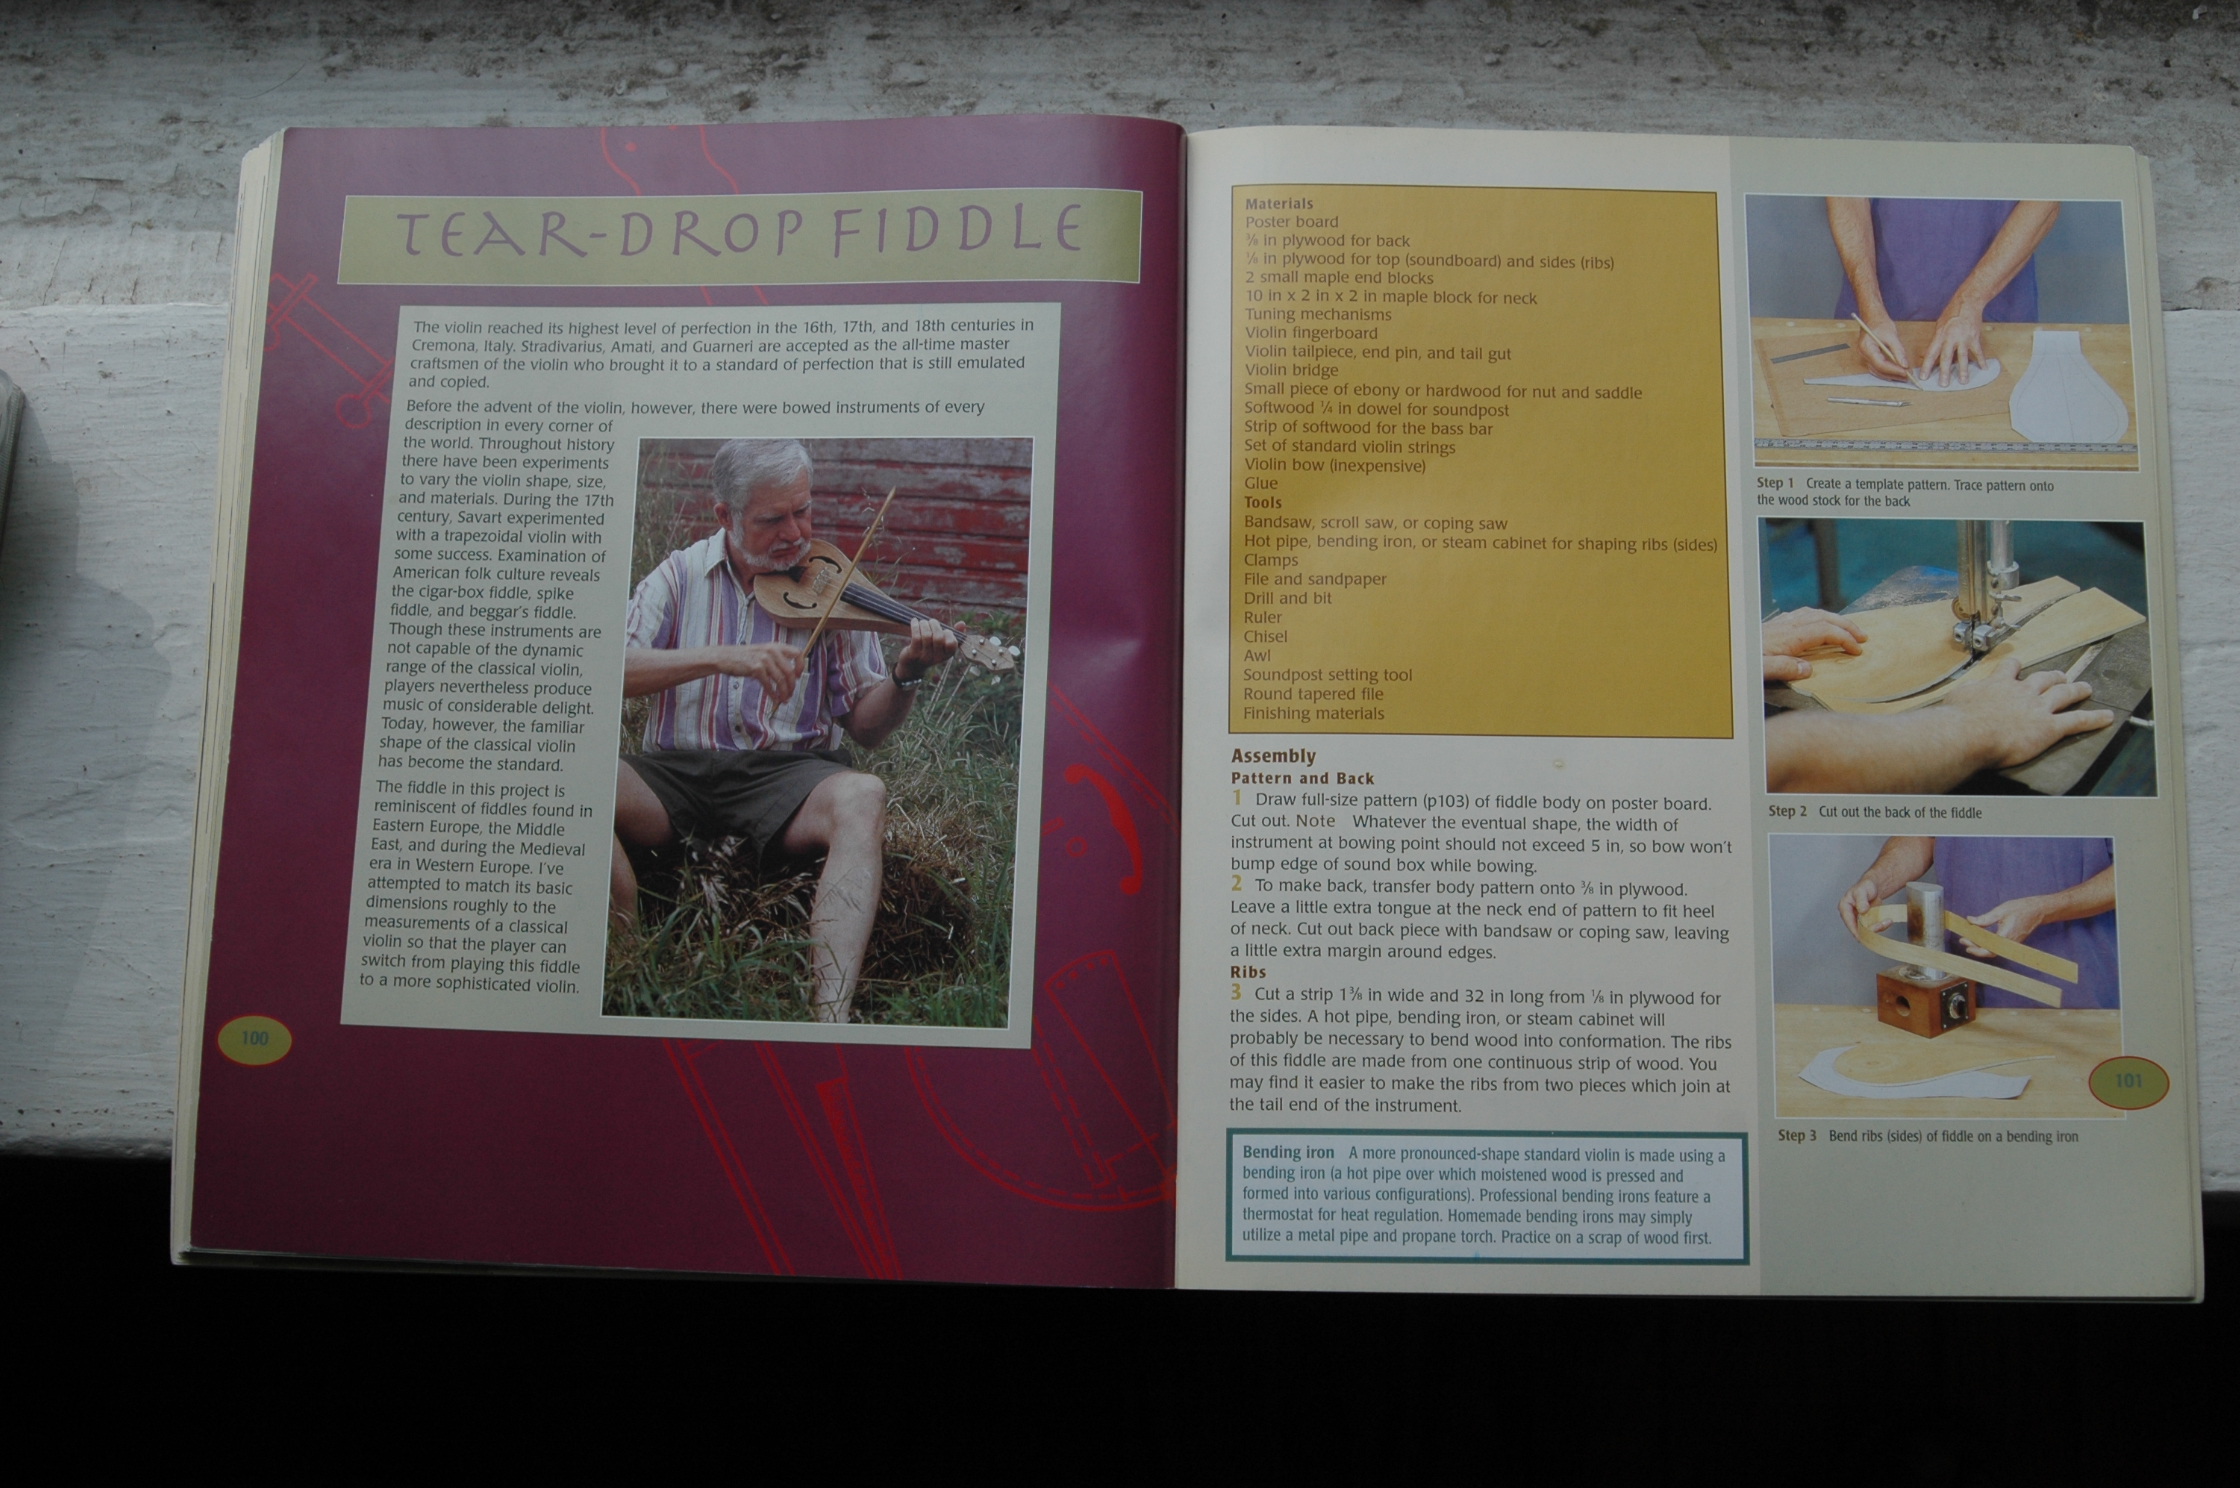 TEAR-DROP FIDDLE
The violin reached its highest level of perfection in the 16th, 17th, and 18th centuries in
Cremona, Italy. Stradivarius, Amati, and Guarneri are accepted as the all-time master
craftsmen of the violin who brought it to a standard of perfection that is still emulated
and copied.
Before the advent of the violin, however, there were bowed instruments of every
description in every corner of
the world. Throughout history
there have been experiments
to vary the violin shape, size,
and materials. During the 17th
century, Savart experimented
with a trapezoidal violin with
some success. Examination of
American folk culture reveals
the cigar-box fiddle, spike
fiddle, and beggar's fiddle.
Though these instruments are
not capable of the dynamic
range of the classical violin,
players nevertheless produce
music of considerable delight.
Today, however, the familiar
shape of the classical violin
has become the standard.
The fiddle in this project is
reminiscent of fiddles found in
Eastern Europe, the Middle
East, and during the Medieval
era in Western Europe. I've
attempted to match its basic
dimensions roughly to the
measurements of a classical
violin so that the player can
switch from playing this fiddle
to a more sophisticated violin.
100
Materials
Poster board
⅜ in plywood for back
⅛ in plywood for top (soundboard) and sides (ribs)
2 small maple end blocks
10 in x 2 in x 2 in maple block for neck
Tuning mechanisms
Violin fingerboard
Violin tailpiece, end pin, and tail gut
Violin bridge
Small piece of ebony or hardwood for nut and saddle
Softwood ¼ in dowel for soundpost
Strip of softwood for the bass bar
Set of standard violin strings
Violin bow (inexpensive)
Glue
Tools
Bandsaw, scroll saw, or coping saw
Hot pipe, bending iron, or steam cabinet for shaping ribs (sides)
Clamps
File and sandpaper
Drill and bit
Ruler
Chisel
Awl
Soundpost setting tool
Round tapered file
Finishing materials
Assembly
Pattern and Back
1 Draw full-size pattern (p103) of fiddle body on poster board.
Cut out. Note Whatever the eventual shape, the width of
instrument at bowing point should not exceed 5 in, so bow won't
bump edge of sound box while bowing.
2 To make back, transfer body pattern onto ⅜ in plywood.
Leave a little extra tongue at the neck end of pattern to fit heel
of neck. Cut out back piece with bandsaw or coping saw, leaving
a little extra margin around edges.
Ribs
3 Cut a strip 1⅜ in wide and 32 in long from ⅛ in plywood for
the sides. A hot pipe, bending iron, or steam cabinet will
probably be necessary to bend wood into conformation. The ribs
of this fiddle are made from one continuous strip of wood. You
may find it easier to make the ribs from two pieces which join at
the tail end of the instrument.
Bending iron A more pronounced-shape standard violin is made using a
bending iron (a hot pipe over which moistened wood is pressed and
formed into various configurations). Professional bending irons feature a
thermostat for heat regulation. Homemade bending irons may simply
utilize a metal pipe and propane torch. Practice on a scrap of wood first.
Step 1 Create a template pattern. Trace pattern onto
the wood stock for the back
Step 2 Cut out the back of the fiddle
Step 3 Bend ribs (sides) of fiddle on a bending iron
101